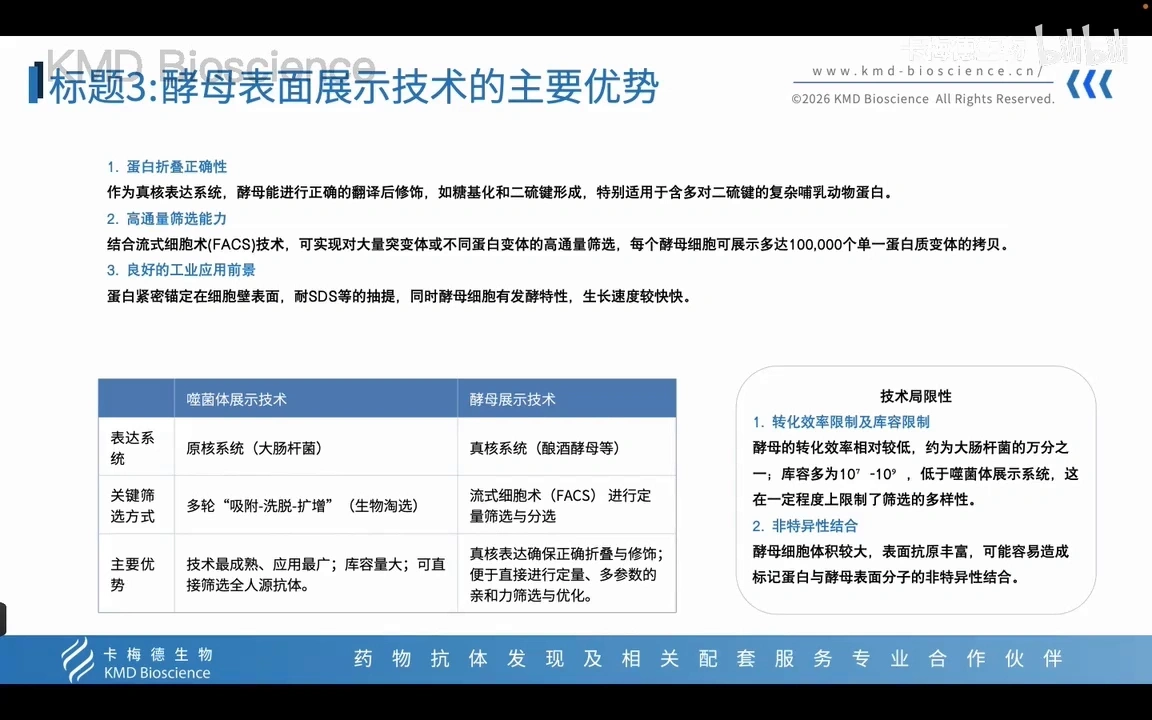 KMD Bioscience
卡梅德生物 bilibili
标题3:酵母表面展示技术的主要优势
www.kmd-bioscience.cn/
©2026 KMD Bioscience All Rights Reserved.
1. 蛋白折叠正确性
作为真核表达系统，酵母能进行正确的翻译后修饰，如糖基化和二硫键形成，特别适用于含多对二硫键的复杂哺乳动物蛋白。
2. 高通量筛选能力
结合流式细胞术(FACS)技术，可实现对大量突变体或不同蛋白变体的高通量筛选，每个酵母细胞可展示多达100,000个单一蛋白质变体的拷贝。
3. 良好的工业应用前景
蛋白紧密锚定在细胞壁表面，耐SDS等的抽提，同时酵母细胞有发酵特性，生长速度较快快。
噬菌体展示技术
酵母展示技术
表达系
统
原核系统（大肠杆菌）
真核系统（酿酒酵母等）
关键筛
选方式
多轮“吸附-洗脱-扩增”（生物淘选）
流式细胞术（FACS） 进行定
量筛选与分选
主要优
势
技术最成熟、应用最广；库容量大；可直
接筛选全人源抗体。
真核表达确保正确折叠与修饰；
便于直接进行定量、多参数的
亲和力筛选与优化。
技术局限性
1. 转化效率限制及库容限制
酵母的转化效率相对较低，约为大肠杆菌的万分之
一；库容多为10⁷ -10⁹ ，低于噬菌体展示系统，这
在一定程度上限制了筛选的多样性。
2. 非特异性结合
酵母细胞体积较大，表面抗原丰富，可能容易造成
标记蛋白与酵母表面分子的非特异性结合。
卡梅德生物
KMD Bioscience
药物抗体发现及相关配套服务专业合作伙伴